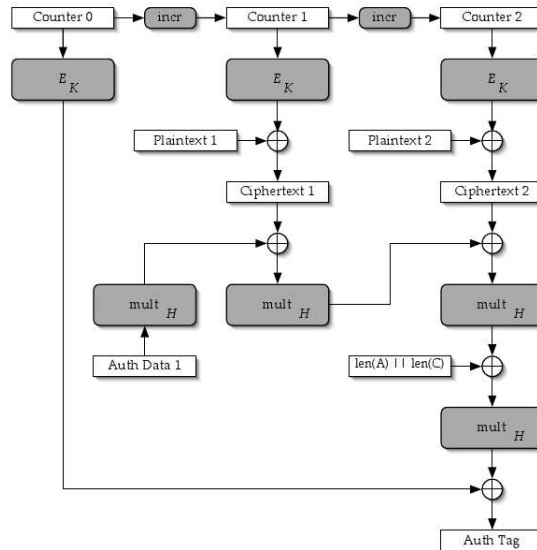 Counter 0
incr
Counter 1
incr
Counter 2
E K
E K
E K
Plaintext 1
Plaintext 2
Ciphertext 1
Ciphertext 2
mult H
mult H
mult H
Auth Data 1
len(A) || len(C)
mult H
Auth Tag